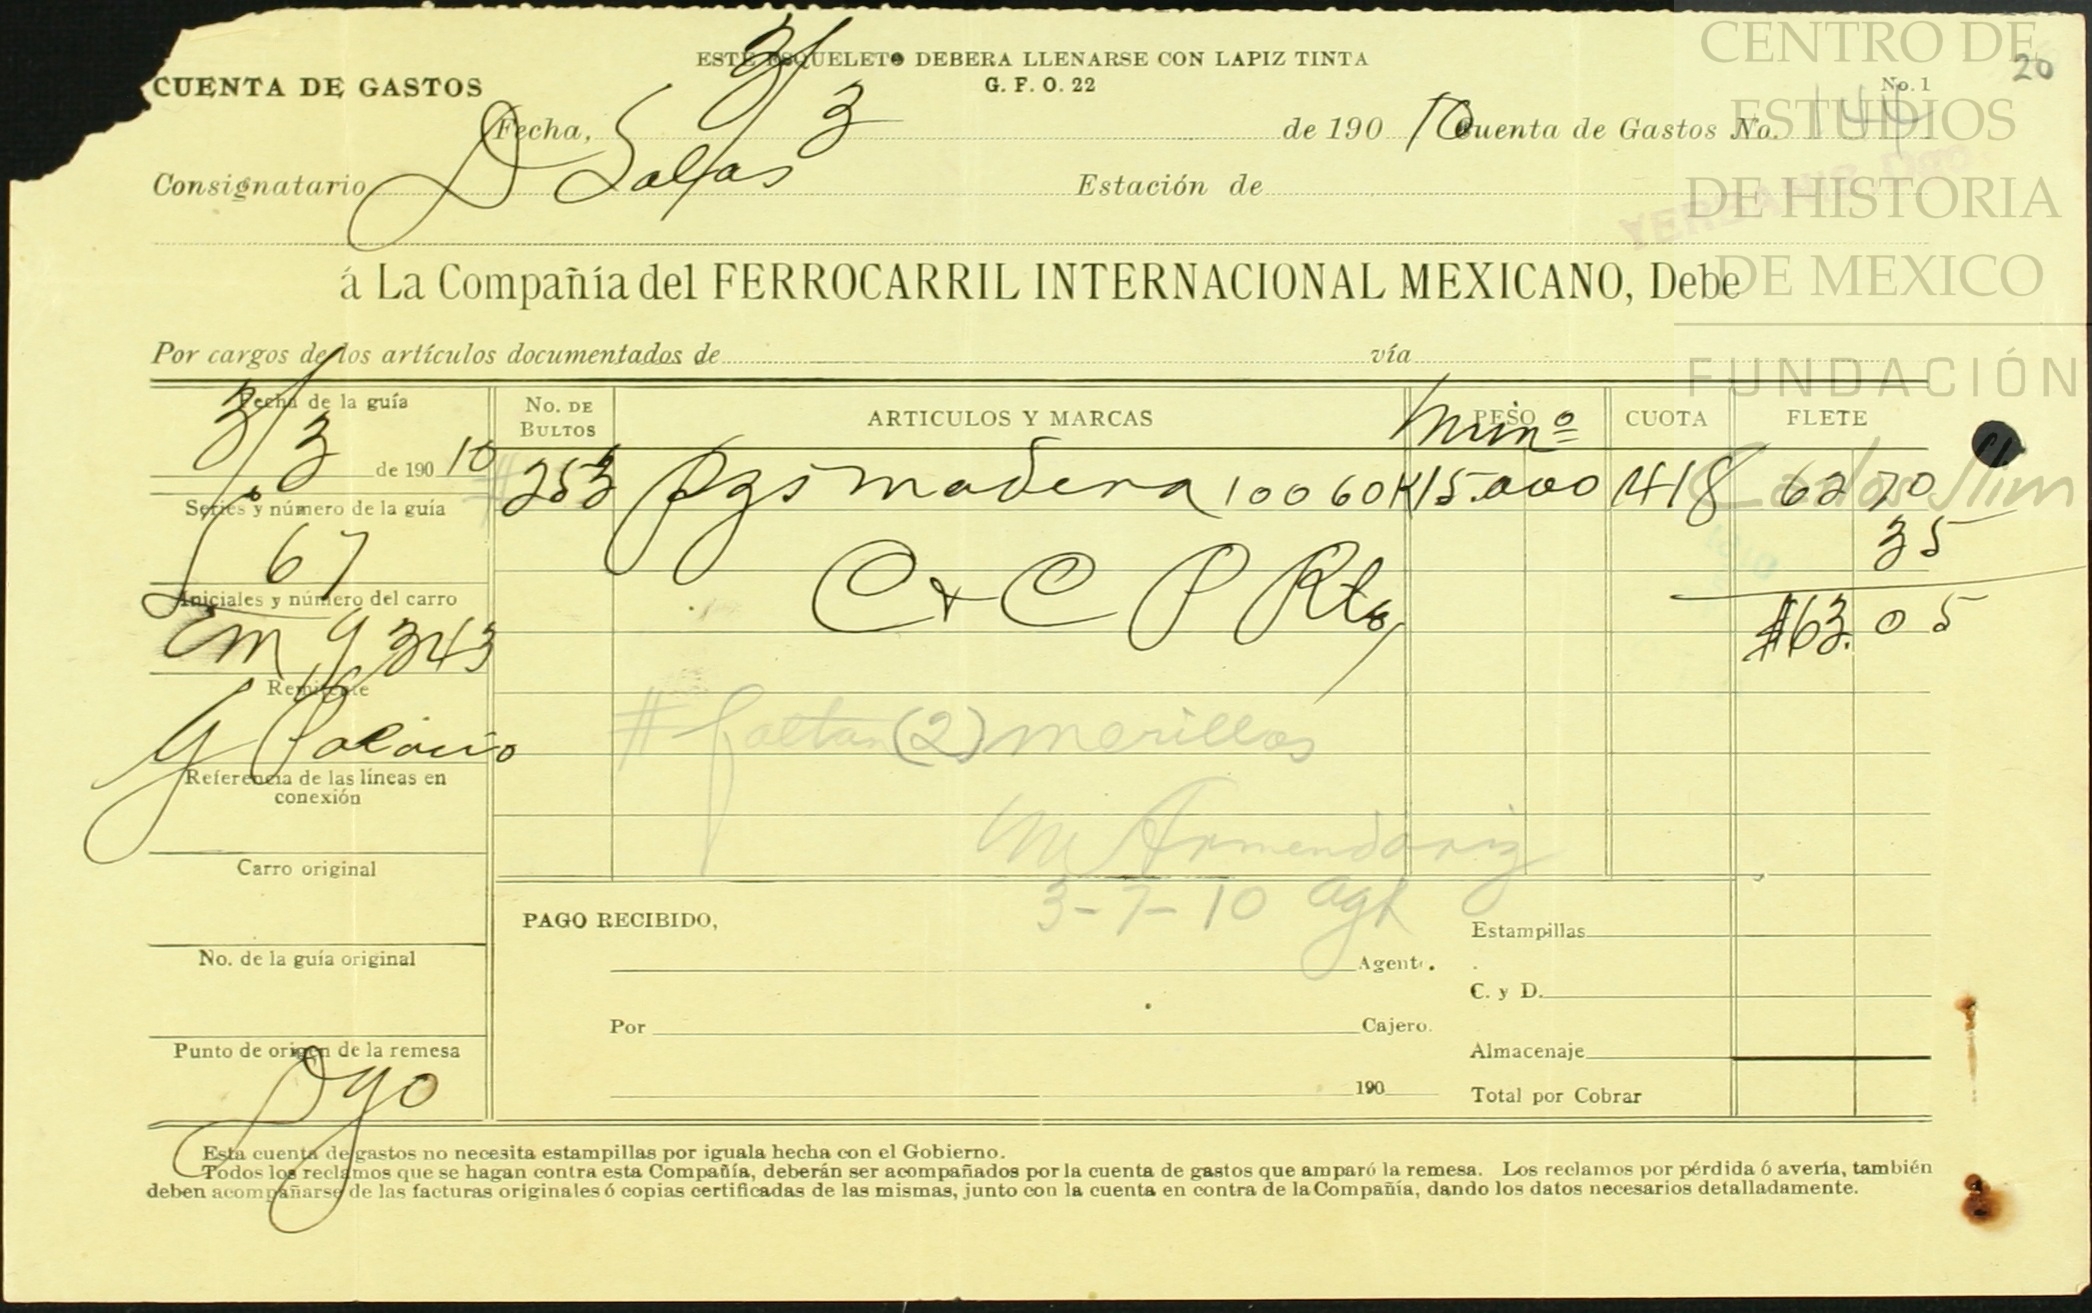 ESTE ESQUELETO DEBERA LLENARSE CON LAPIZ TINTA
CUENTA DE GASTOS
G. F. O. 22
No. 1
20
Fecha, 3/3 de 190 10 Cuenta de Gastos No. 144
Consignatario D Salas Estación de YERBANIS, Dgo
á La Compañía del FERROCARRIL INTERNACIONAL MEXICANO, Debe
Por cargos de los artículos documentados de vía
Fecha de la guía
3/3 de 190 10
Series y número de la guía
67
Iniciales y número del carro
9343
Remitente
G Palacio
Referencia de las líneas en conexión
Carro original
No. de la guía original
Punto de origen de la remesa
Dgo
No. DE BULTOS ARTICULOS Y MARCAS PESO CUOTA FLETE
Minº
# 253 pzs madera 10060 K 15.000 418 62 70
35
C & C P Rto
$63.05
# faltan (2) morillos
M Armendariz
3-7-10 Agt
PAGO RECIBIDO,
Agente.
Por Cajero.
190
Estampillas
C. y D.
Almacenaje
Total por Cobrar
Esta cuenta de gastos no necesita estampillas por iguala hecha con el Gobierno.
Todos los reclamos que se hagan contra esta Compañía, deberán ser acompañados por la cuenta de gastos que amparó la remesa. Los reclamos por pérdida ó avería, también
deben acompañarse de las facturas originales ó copias certificadas de las mismas, junto con la cuenta en contra de la Compañía, dando los datos necesarios detalladamente.
CENTRO DE
ESTUDIOS
DE HISTORIA
DE MEXICO
FUNDACIÓN
Carlos Slim